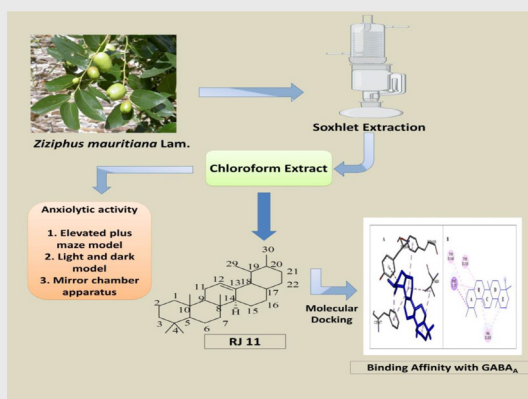 Ziziphus mauritiana Lam.
Soxhlet Extraction
Chloroform Extract
Anxiolytic activity
1. Elevated plus
maze model
2. Light and dark
model
3. Mirror chamber
apparatus
30
29
20
19
21
12
11
13
18
22
17
1
9
14
16
2
10
8
15
3
5
7
4
6
H
RJ 11
Molecular
Docking
A
B
Binding Affinity with GABAA